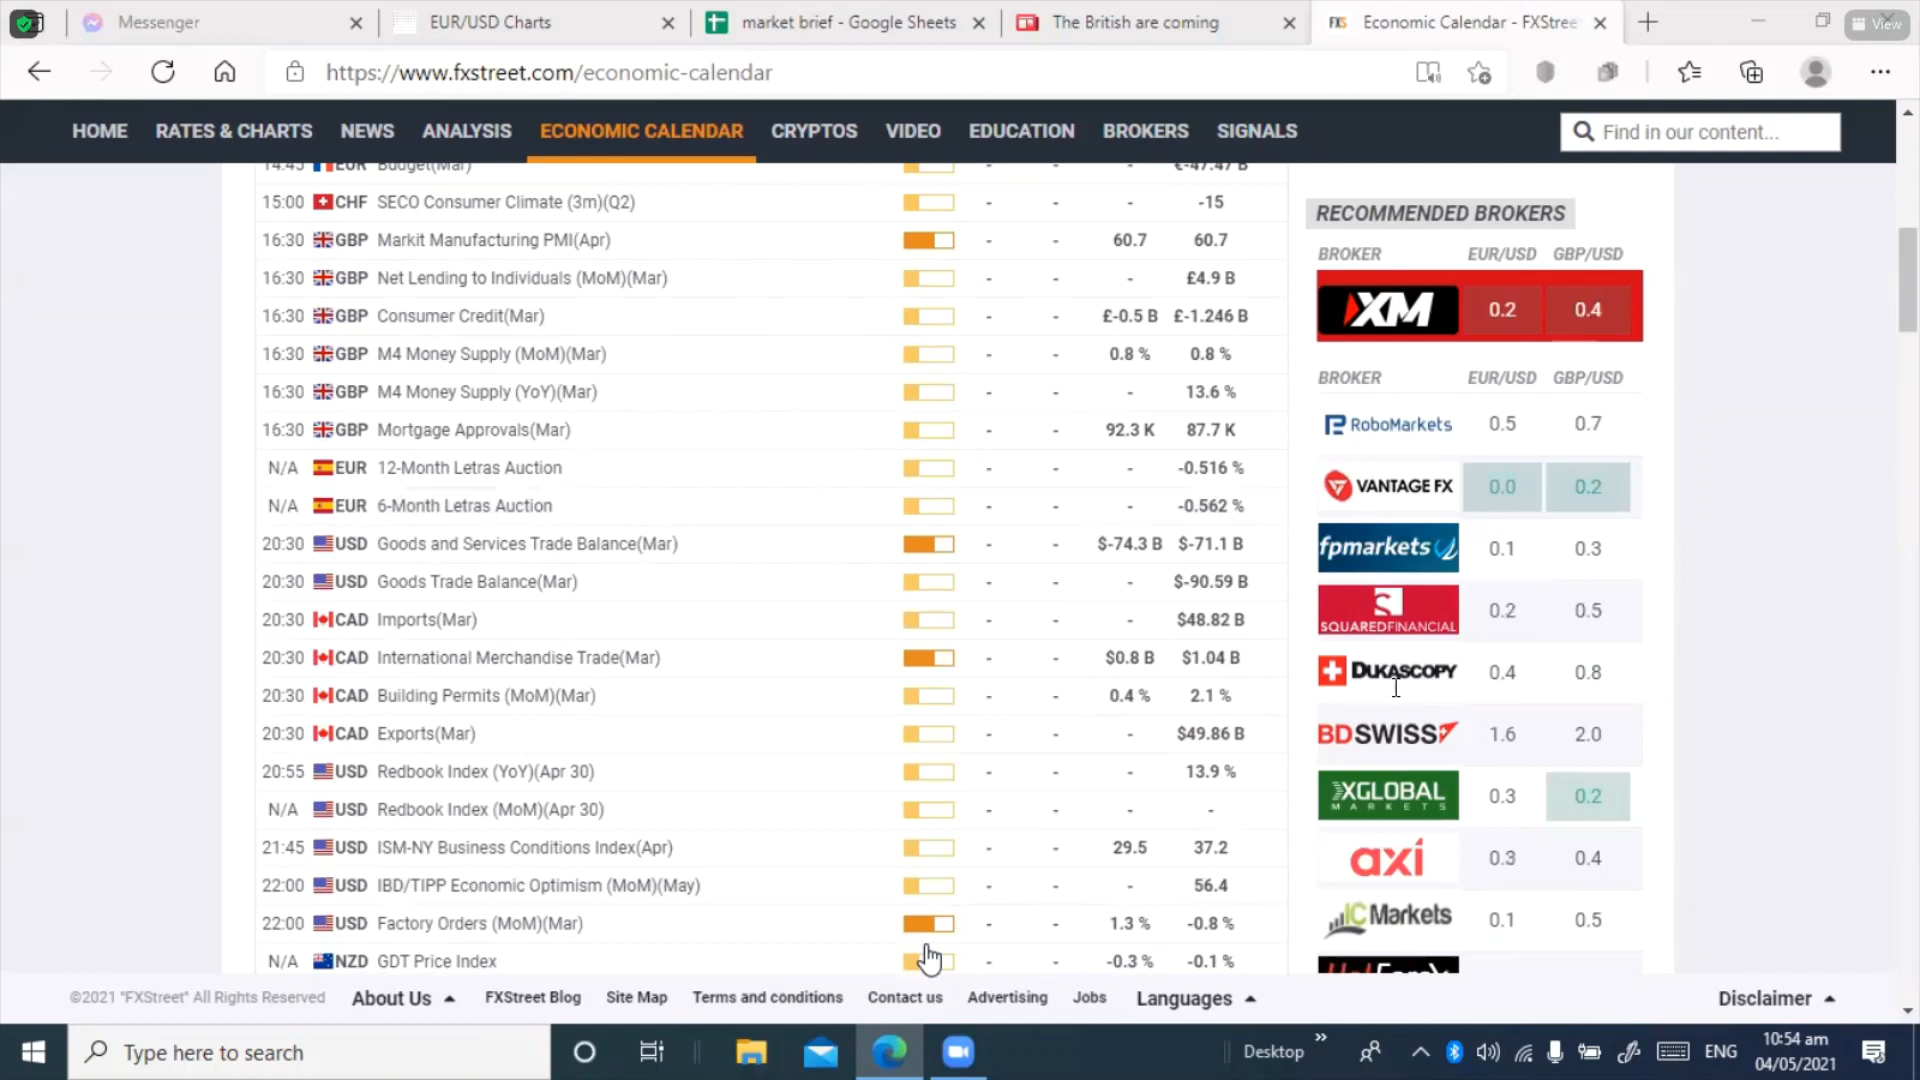 Messenger
EUR/USD Charts
market brief - Google Sheets
The British are coming
FXS Economic Calendar - FXStree
View
https://www.fxstreet.com/economic-calendar
HOME RATES & CHARTS NEWS ANALYSIS ECONOMIC CALENDAR CRYPTOS VIDEO EDUCATION BROKERS SIGNALS
Find in our content...
14:45 EUR Budget(Mar) - - - €-47.47 B
15:00 CHF SECO Consumer Climate (3m)(Q2) - - - -15
16:30 GBP Markit Manufacturing PMI(Apr) - - 60.7 60.7
16:30 GBP Net Lending to Individuals (MoM)(Mar) - - - £4.9 B
16:30 GBP Consumer Credit(Mar) - - £-0.5 B £-1.246 B
16:30 GBP M4 Money Supply (MoM)(Mar) - - 0.8 % 0.8 %
16:30 GBP M4 Money Supply (YoY)(Mar) - - - 13.6 %
16:30 GBP Mortgage Approvals(Mar) - - 92.3 K 87.7 K
N/A EUR 12-Month Letras Auction - - - -0.516 %
N/A EUR 6-Month Letras Auction - - - -0.562 %
20:30 USD Goods and Services Trade Balance(Mar) - - $-74.3 B $-71.1 B
20:30 USD Goods Trade Balance(Mar) - - - $-90.59 B
20:30 CAD Imports(Mar) - - - $48.82 B
20:30 CAD International Merchandise Trade(Mar) - - $0.8 B $1.04 B
20:30 CAD Building Permits (MoM)(Mar) - - 0.4 % 2.1 %
20:30 CAD Exports(Mar) - - - $49.86 B
20:55 USD Redbook Index (YoY)(Apr 30) - - - 13.9 %
N/A USD Redbook Index (MoM)(Apr 30) - - - -
21:45 USD ISM-NY Business Conditions Index(Apr) - - 29.5 37.2
22:00 USD IBD/TIPP Economic Optimism (MoM)(May) - - - 56.4
22:00 USD Factory Orders (MoM)(Mar) - - 1.3 % -0.8 %
N/A NZD GDT Price Index - - -0.3 % -0.1 %
RECOMMENDED BROKERS
BROKER EUR/USD GBP/USD
XM 0.2 0.4
BROKER EUR/USD GBP/USD
RoboMarkets 0.5 0.7
VANTAGE FX 0.0 0.2
fpmarkets 0.1 0.3
SQUAREDFINANCIAL 0.2 0.5
DUKASCOPY 0.4 0.8
BDSWISS 1.6 2.0
XGLOBAL MARKETS 0.3 0.2
axi 0.3 0.4
IC Markets 0.1 0.5
©2021 "FXStreet" All Rights Reserved About Us FXStreet Blog Site Map Terms and conditions Contact us Advertising Jobs Languages Disclaimer
Type here to search
Desktop
ENG
10:54 am
04/05/2021